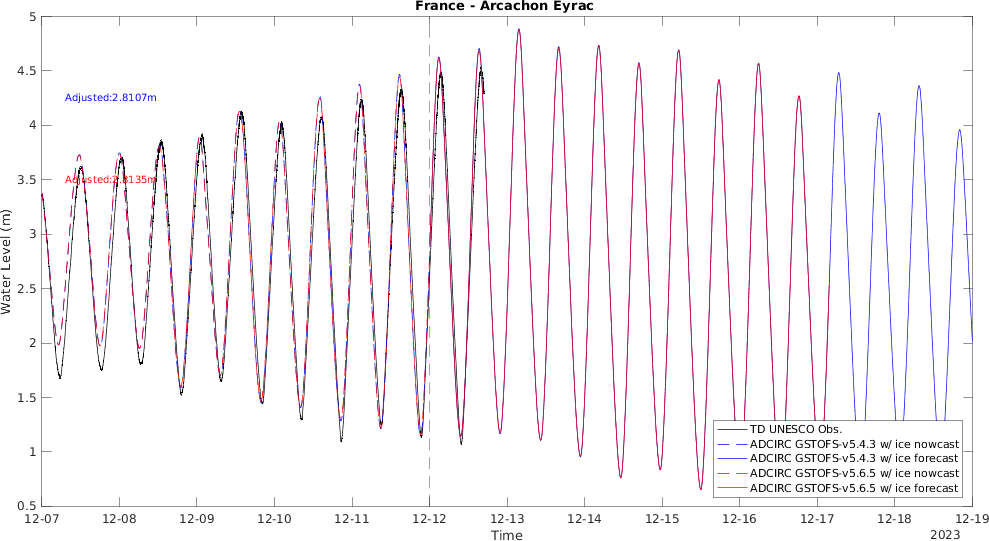 France - Arcachon Eyrac
Water Level (m)
5
4.5
4
3.5
3
2.5
2
1.5
1
0.5
Adjusted:2.8107m
Adjusted:2.8135m
TD UNESCO Obs.
ADCIRC GSTOFS-v5.4.3 w/ ice nowcast
ADCIRC GSTOFS-v5.4.3 w/ ice forecast
ADCIRC GSTOFS-v5.6.5 w/ ice nowcast
ADCIRC GSTOFS-v5.6.5 w/ ice forecast
12-07 12-08 12-09 12-10 12-11 12-12 12-13 12-14 12-15 12-16 12-17 12-18 12-19
Time
2023